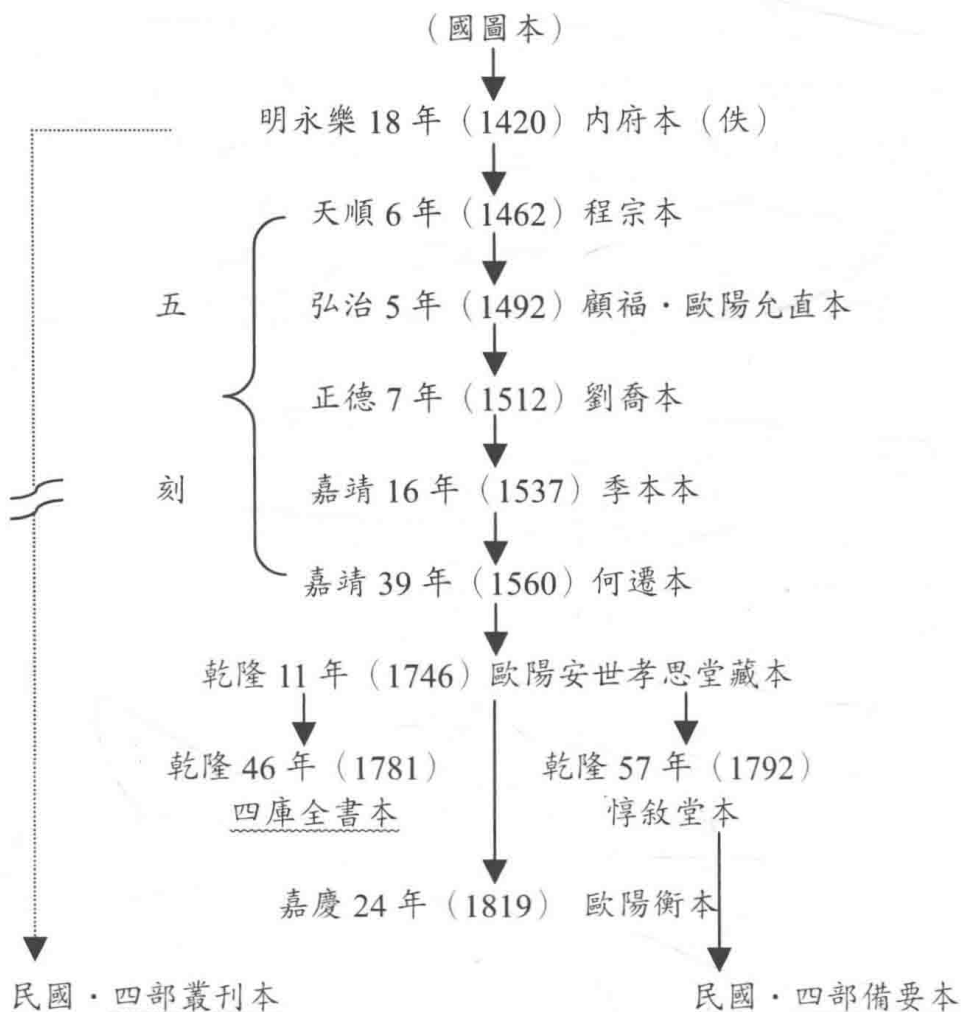 （國圖本）
明永樂 18 年（1420）内府本（佚）
天順 6 年（1462）程宗本
五
弘治 5 年（1492）顧福·歐陽允直本
正德 7 年（1512）劉喬本
刻
嘉靖 16 年（1537）季本本
嘉靖 39 年（1560）何遷本
乾隆 11 年（1746）歐陽安世孝思堂藏本
乾隆 46 年（1781）
四庫全書本
乾隆 57 年（1792）
惇敘堂本
嘉慶 24 年（1819） 歐陽衡本
民國·四部叢刊本
民國·四部備要本